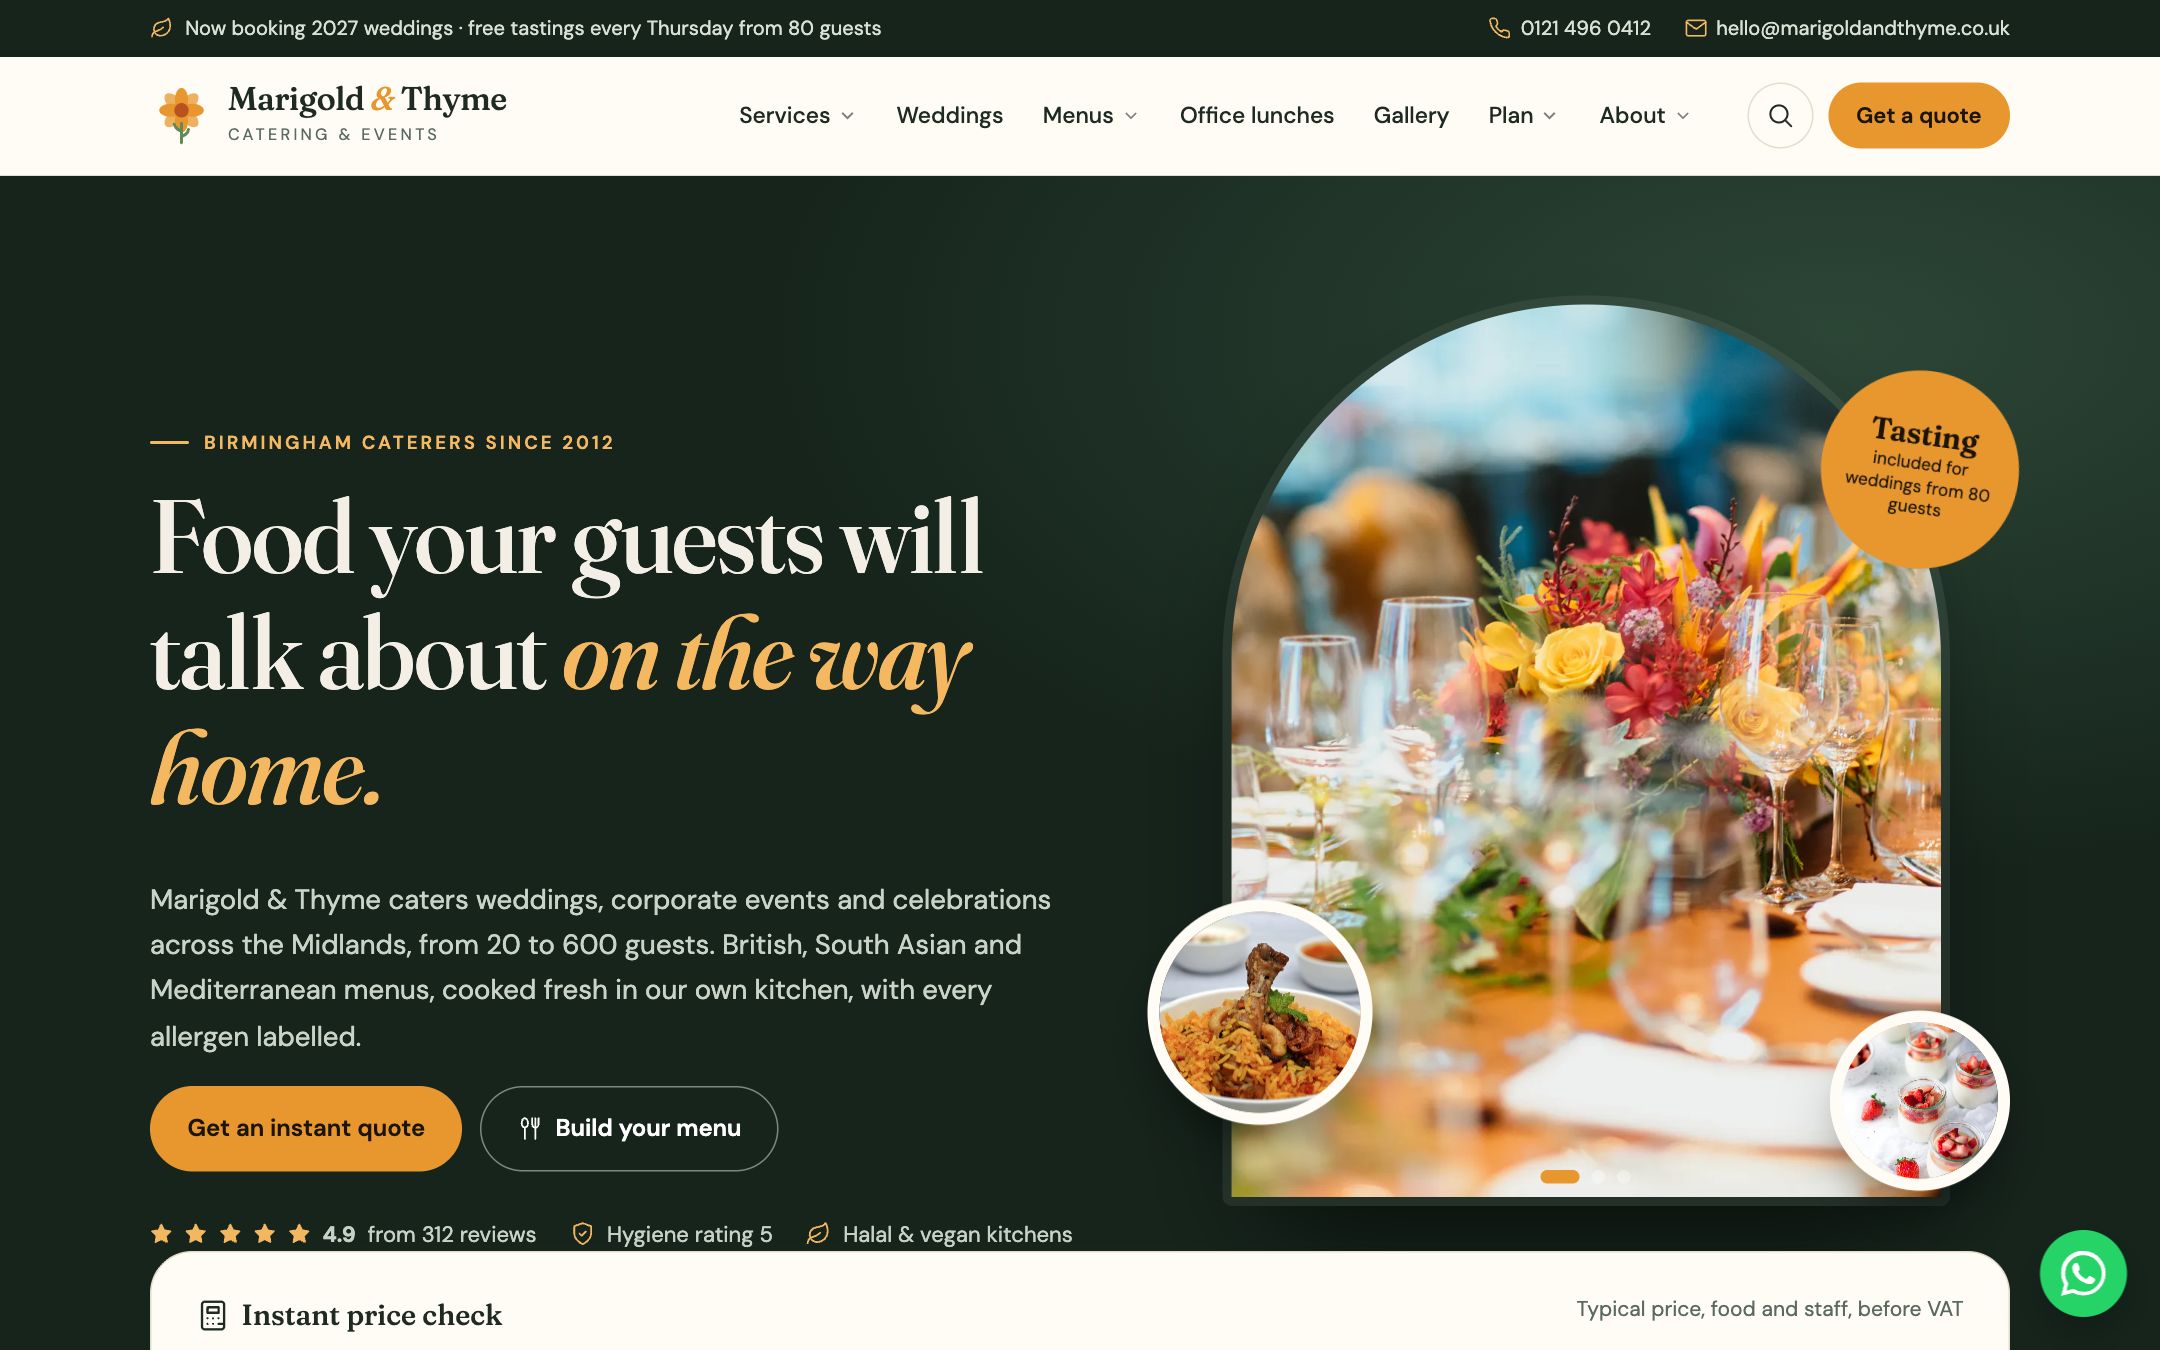 Now booking 2027 weddings · free tastings every Thursday from 80 guests
0121 496 0412
hello@marigoldandthyme.co.uk
Marigold & Thyme
CATERING & EVENTS
Services
Weddings
Menus
Office lunches
Gallery
Plan
About
Get a quote
BIRMINGHAM CATERERS SINCE 2012
Food your guests will
talk about on the way
home.
Tasting
included for
weddings from 80
guests
Marigold & Thyme caters weddings, corporate events and celebrations
across the Midlands, from 20 to 600 guests. British, South Asian and
Mediterranean menus, cooked fresh in our own kitchen, with every
allergen labelled.
Get an instant quote
Build your menu
4.9 from 312 reviews
Hygiene rating 5
Halal & vegan kitchens
Instant price check
Typical price, food and staff, before VAT